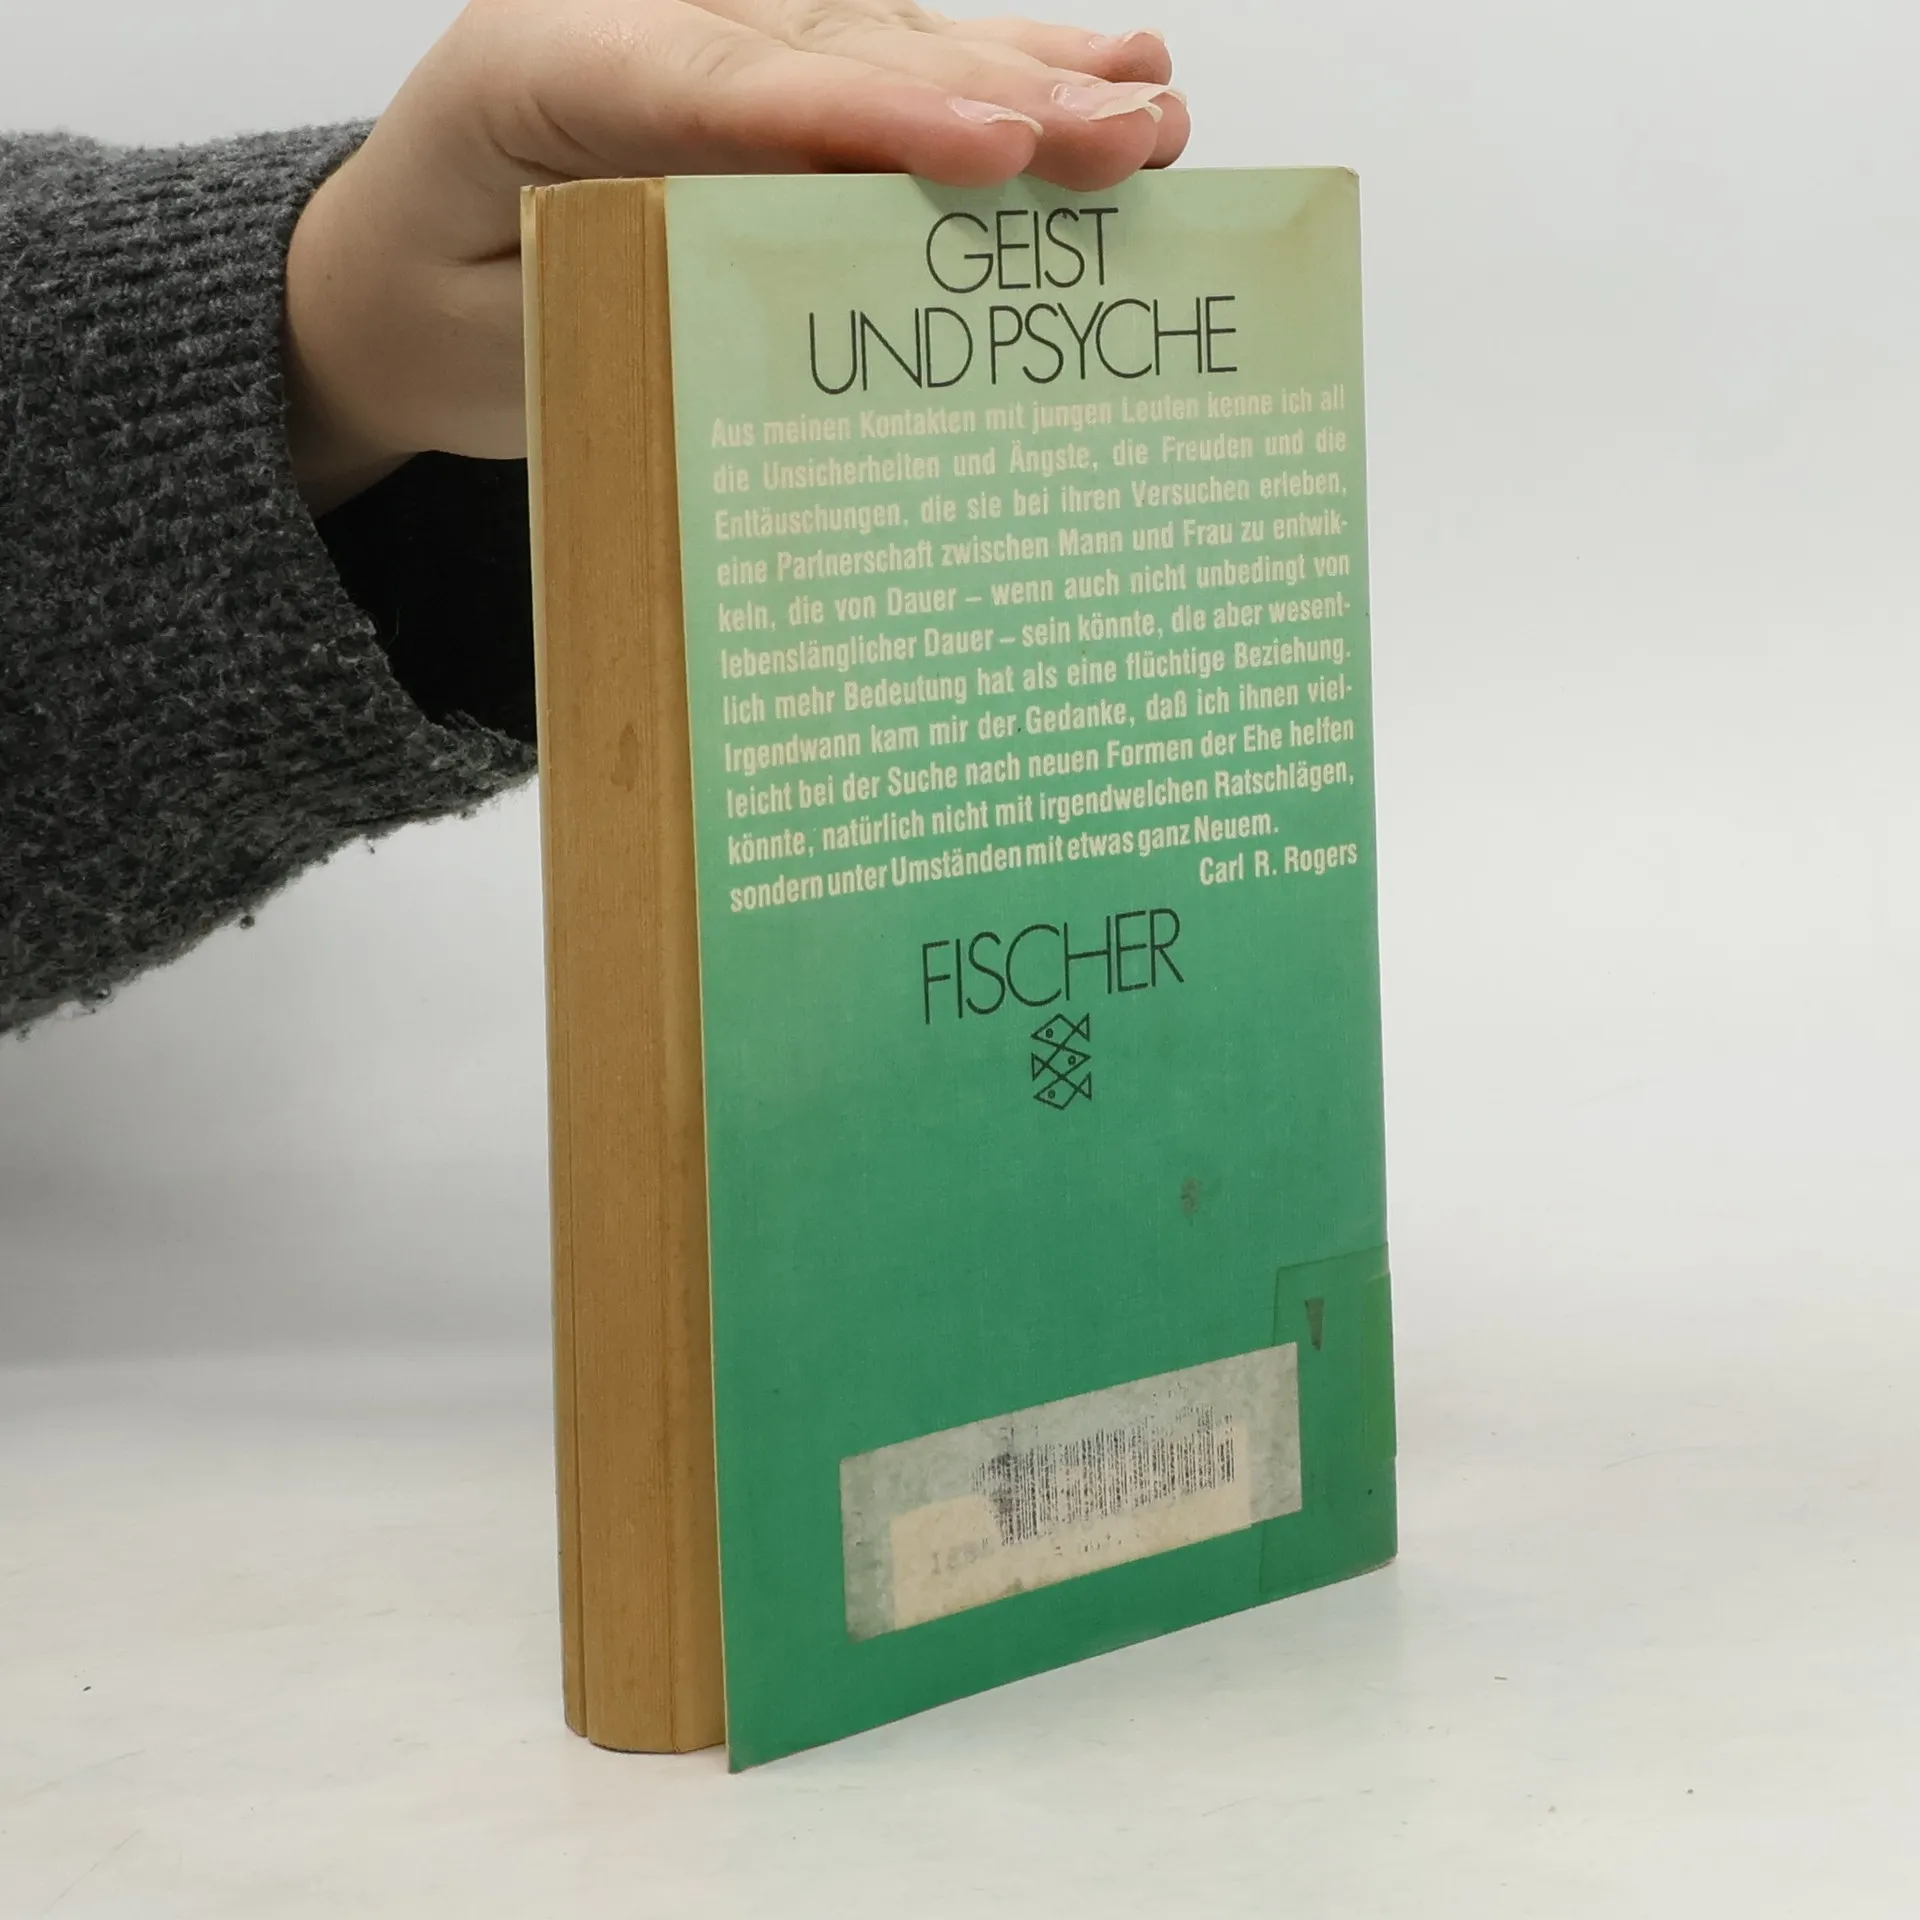 GEIST
UND PSYCHE
Aus meinen Kontakten mit jungen Leuten kenne ich all
die Unsicherheiten und Ängste, die Freuden und die
Enttäuschungen, die sie bei ihren Versuchen erleben,
eine Partnerschaft zwischen Mann und Frau zu entwik-
keln, die von Dauer – wenn auch nicht unbedingt von
lebenslänglicher Dauer – sein könnte, die aber wesent-
lich mehr Bedeutung hat als eine flüchtige Beziehung.
Irgendwann kam mir der Gedanke, daß ich ihnen viel-
leicht bei der Suche nach neuen Formen der Ehe helfen
könnte, natürlich nicht mit irgendwelchen Ratschlägen,
sondern unter Umständen mit etwas ganz Neuem.
Carl R. Rogers
FISCHER